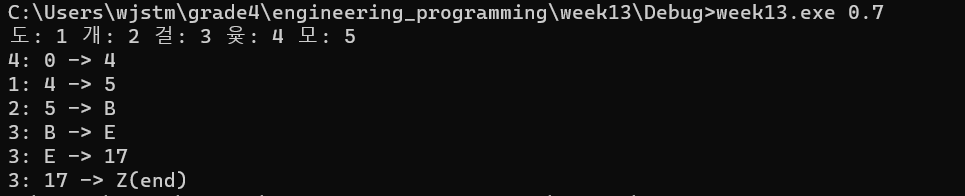 C:\Users\wjstm\grade4\engineering_programming\week13\Debug>week13.exe 0.7
도: 1 개: 2 걸: 3 윷: 4 모: 5
4: 0 -> 4
1: 4 -> 5
2: 5 -> B
3: B -> E
3: E -> 17
3: 17 -> Z(end)